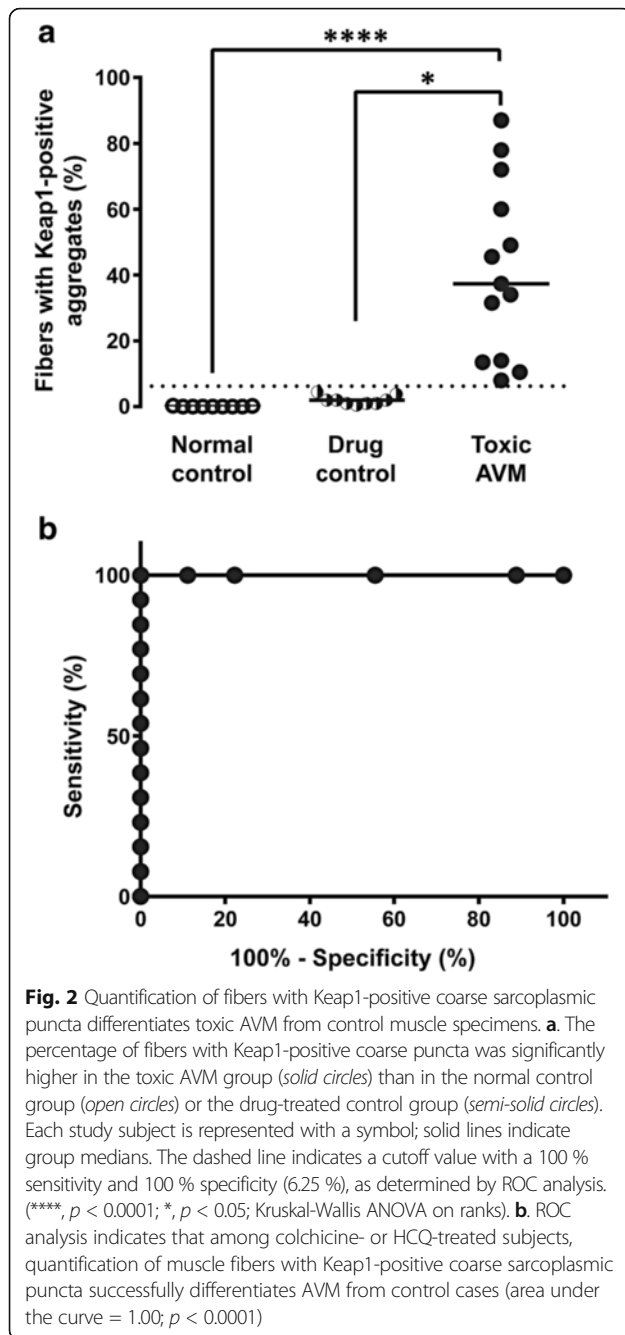 a
****
*
100
80
60
40
20
0
Fibers with Keap1-positive
aggregates (%)
Normal
control
Drug
control
Toxic
AVM
b
100
50
0
Sensitivity (%)
0
20
40
60
80
100
100% - Specificity (%)
Fig. 2 Quantification of fibers with Keap1-positive coarse sarcoplasmic
puncta differentiates toxic AVM from control muscle specimens. a. The
percentage of fibers with Keap1-positive coarse puncta was significantly
higher in the toxic AVM group (solid circles) than in the normal control
group (open circles) or the drug-treated control group (semi-solid circles).
Each study subject is represented with a symbol; solid lines indicate
group medians. The dashed line indicates a cutoff value with a 100 %
sensitivity and 100 % specificity (6.25 %), as determined by ROC analysis.
(****, p < 0.0001; *, p < 0.05; Kruskal-Wallis ANOVA on ranks). b. ROC
analysis indicates that among colchicine- or HCQ-treated subjects,
quantification of muscle fibers with Keap1-positive coarse sarcoplasmic
puncta successfully differentiates AVM from control cases (area under
the curve = 1.00; p < 0.0001)